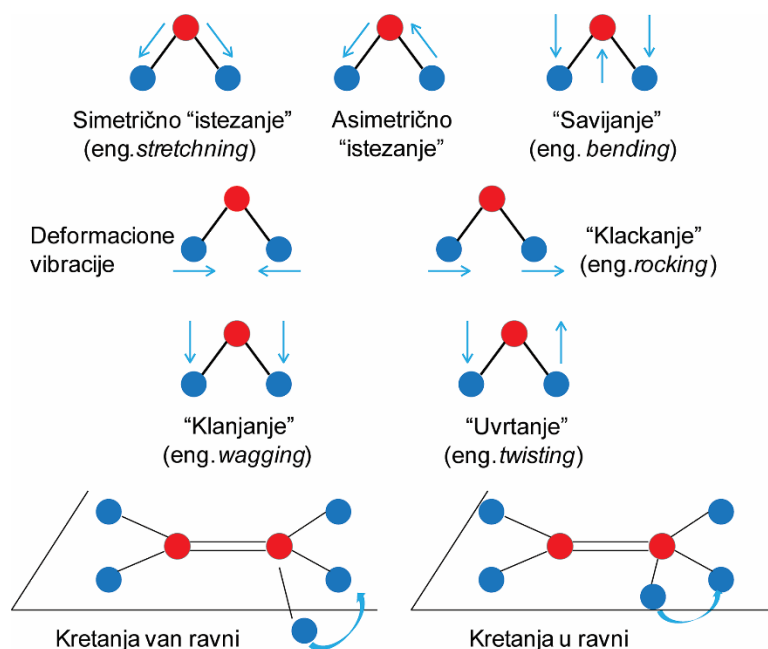 Simetrično “istezanje”
(eng.stretchning)
Asimetrično
“istezanje”
“Savijanje”
(eng. bending)
Deformacione
vibracije
“Klackanje”
(eng.rocking)
“Klanjanje”
(eng.wagging)
“Uvrtanje”
(eng.twisting)
Kretanja van ravni
Kretanja u ravni